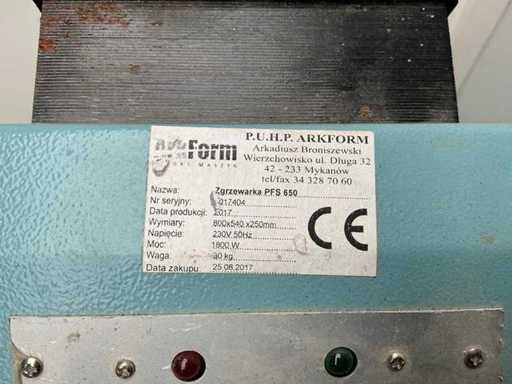 Form
P.U.H.P. ARKFORM
Arkadiusz Broniszewski
Wierzchowisko ul. Długa 32
42 - 233 Mykanów
tel/fax 34 328 70 60
Nazwa: Zgrzewarka PFS 650
Nr seryjny: 017404
Data produkcji: 2017
Wymiary: 800x540 x250mm
Napięcie: 230V 50Hz
Moc: 1800 W
Waga: 30 kg
Data zakupu: 25.08.2017
CE